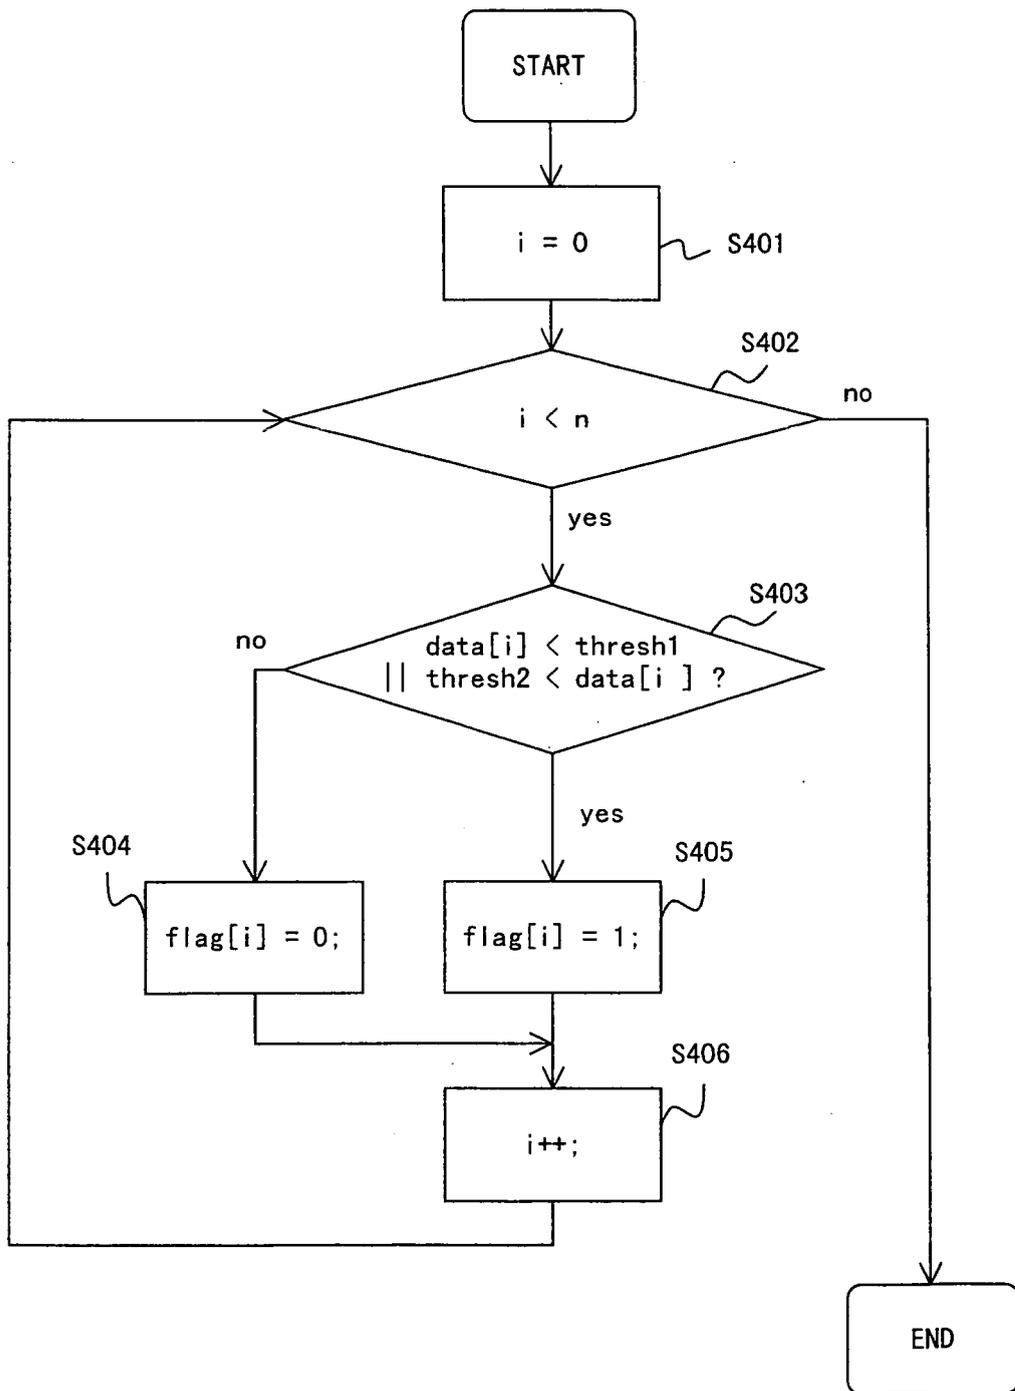 START
i = 0
S401
S402
no
i < n
yes
S403
no
data[i] < thresh1
|| thresh2 < data[i ] ?
yes
S404
S405
flag[i] = 0;
flag[i] = 1;
S406
i++;
END